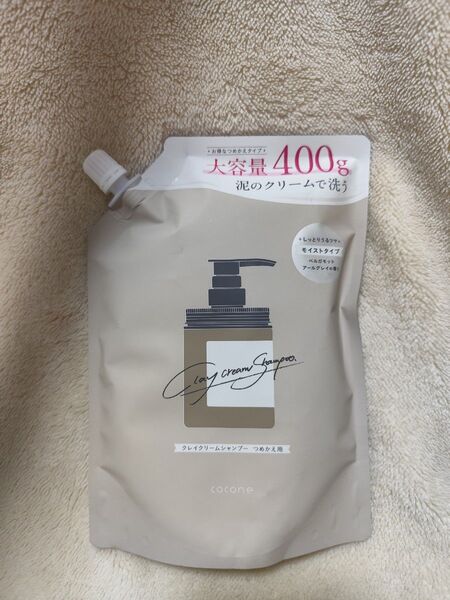 お得なつめかえタイプ
大容量400g
泥のクリームで洗う
しっとりうるツヤ
モイストタイプ
ベルガモット
アールグレイの香り
Clay cream Shampoo.
クレイクリームシャンプー つめかえ用
cocone